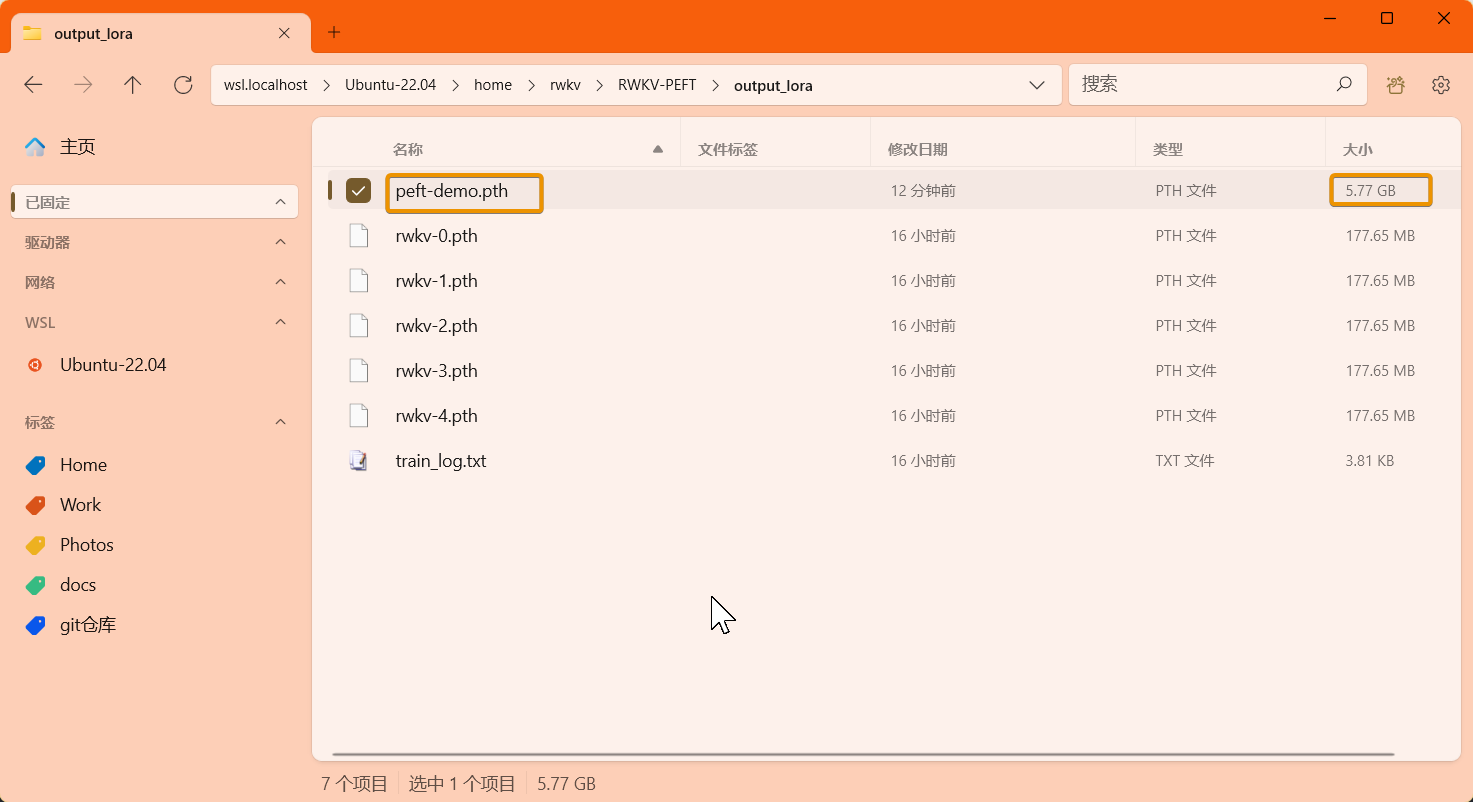 output_lora
wsl.localhost > Ubuntu-22.04 > home > rwkv > RWKV-PEFT > output_lora
搜索
主页
已固定
驱动器
网络
WSL
Ubuntu-22.04
标签
Home
Work
Photos
docs
git仓库
名称 文件标签 修改日期 类型 大小
peft-demo.pth 12 分钟前 PTH 文件 5.77 GB
rwkv-0.pth 16 小时前 PTH 文件 177.65 MB
rwkv-1.pth 16 小时前 PTH 文件 177.65 MB
rwkv-2.pth 16 小时前 PTH 文件 177.65 MB
rwkv-3.pth 16 小时前 PTH 文件 177.65 MB
rwkv-4.pth 16 小时前 PTH 文件 177.65 MB
train_log.txt 16 小时前 TXT 文件 3.81 KB
7 个项目 选中 1 个项目 5.77 GB